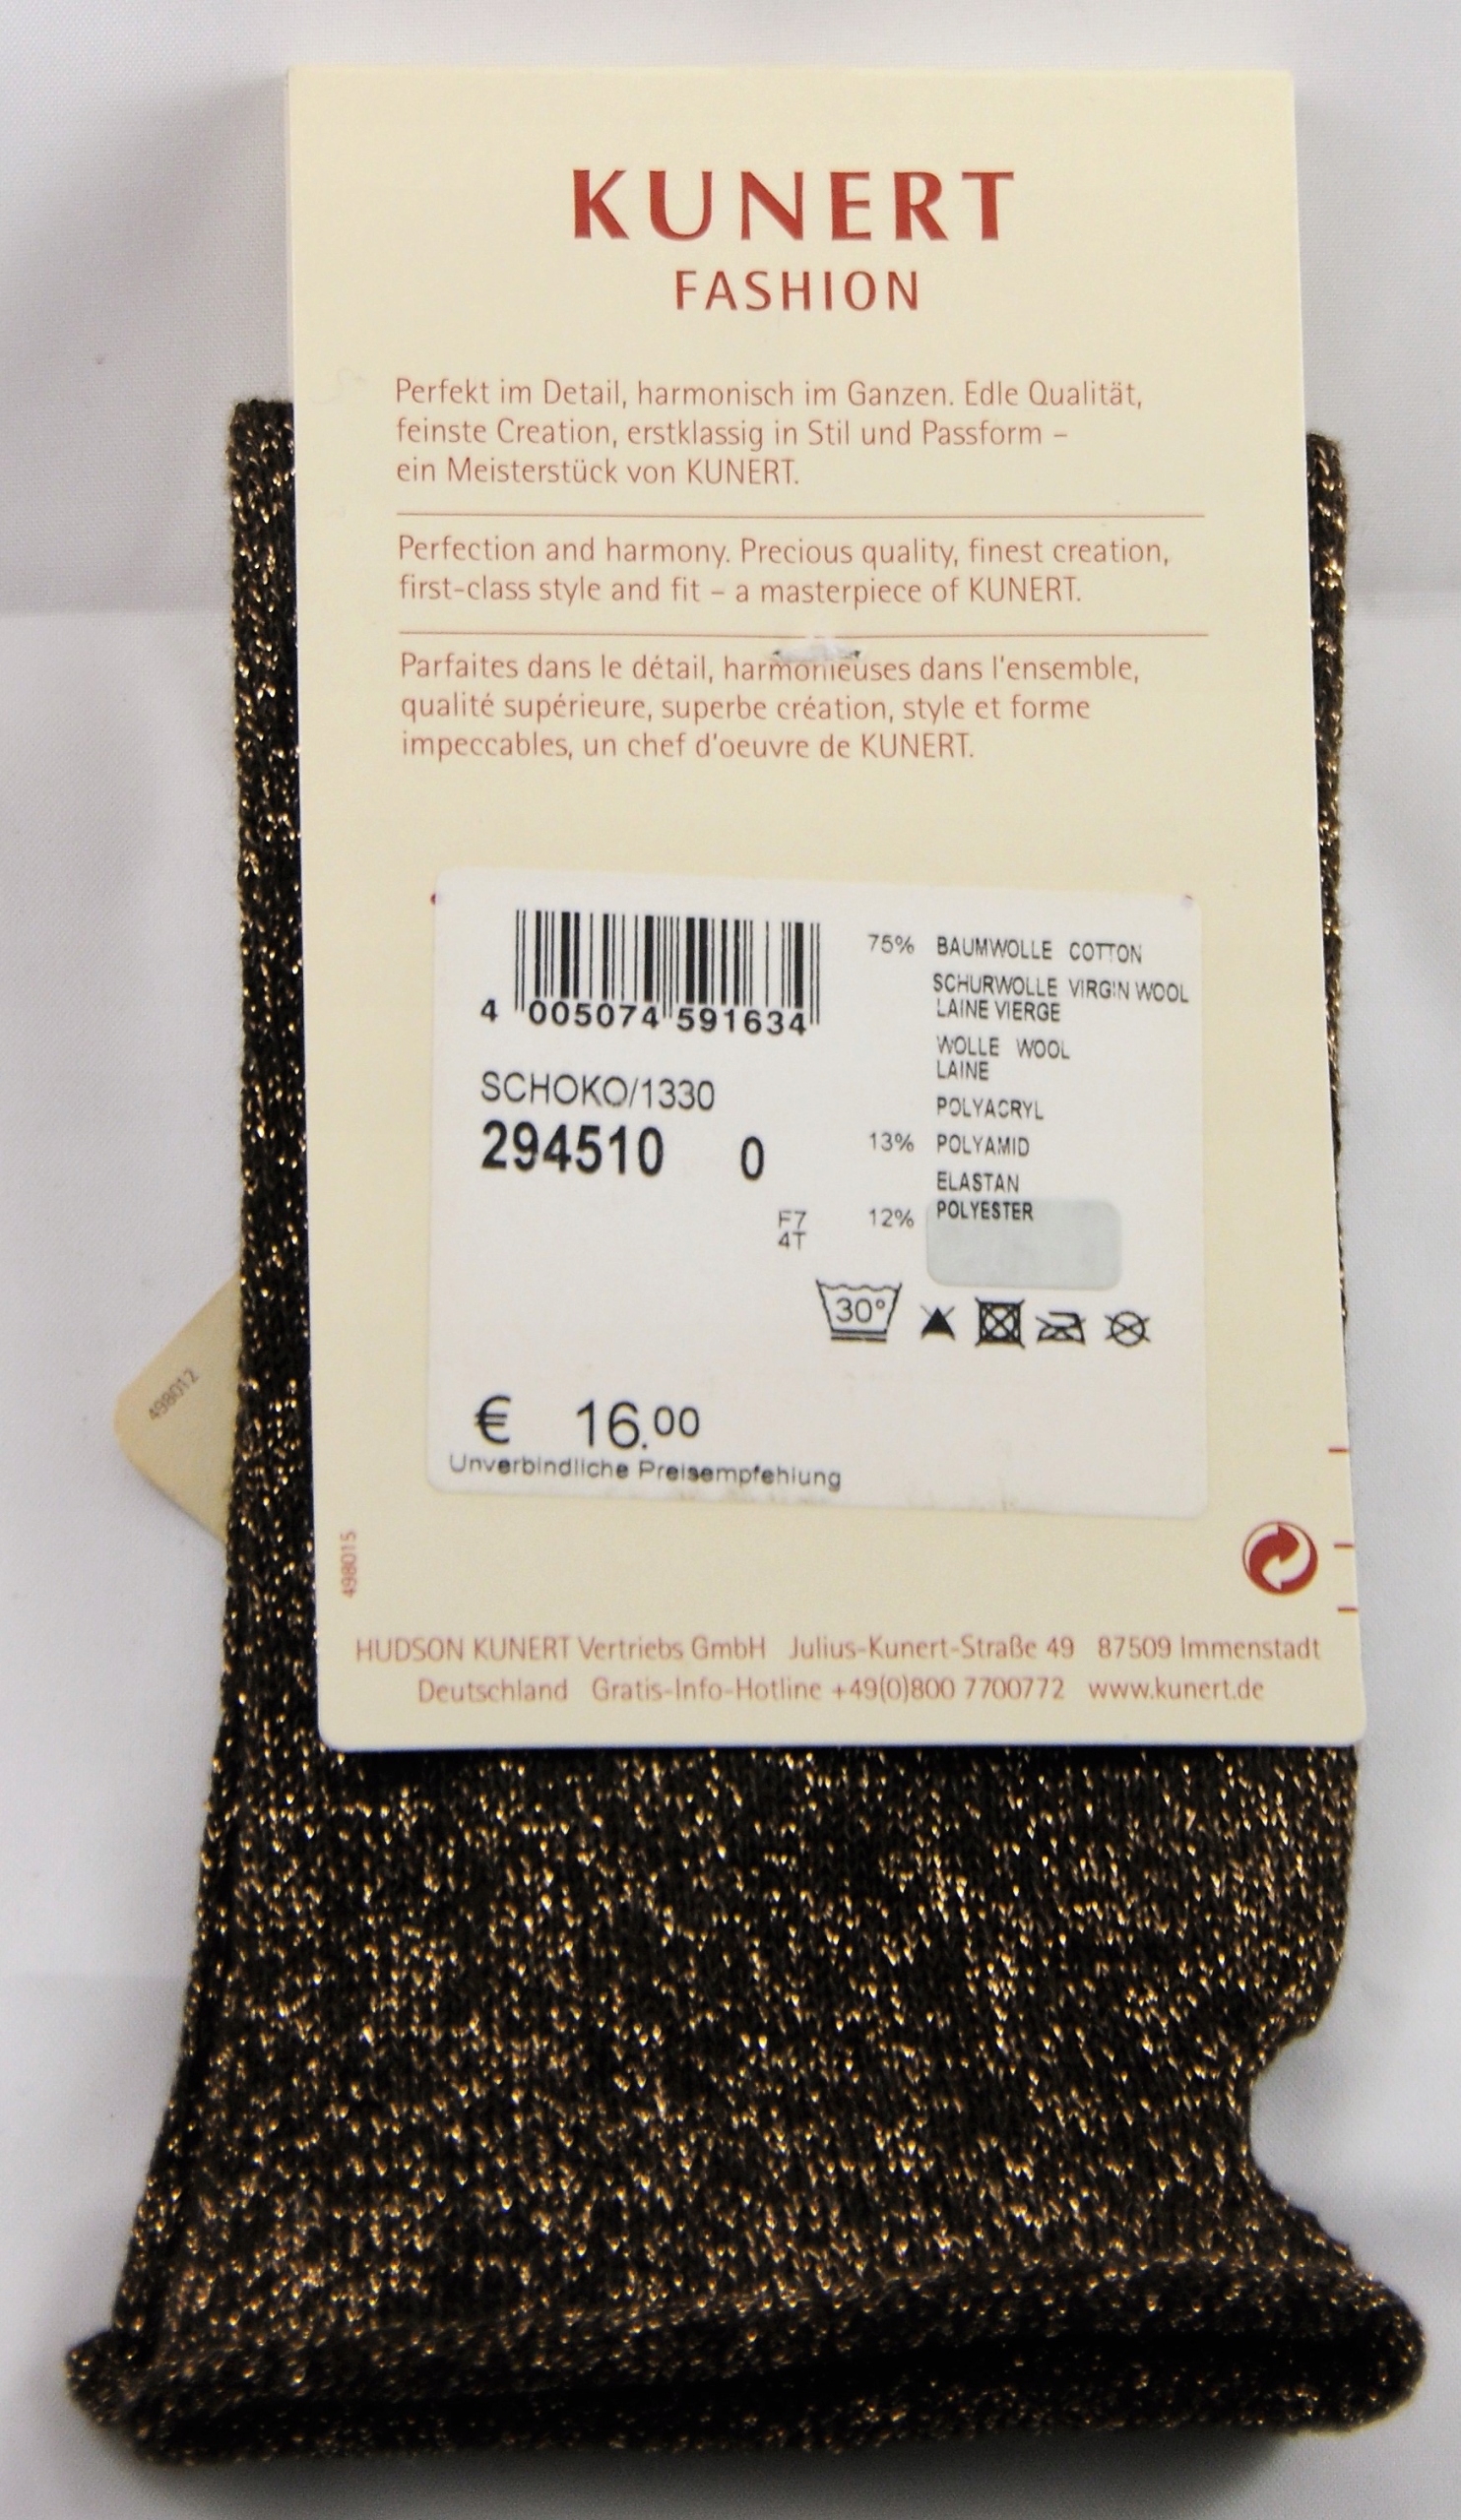 KUNERT
FASHION
Perfekt im Detail, harmonisch im Ganzen. Edle Qualität,
feinste Creation, erstklassig in Stil und Passform –
ein Meisterstück von KUNERT.
Perfection and harmony. Precious quality, finest creation,
first-class style and fit – a masterpiece of KUNERT.
Parfaites dans le détail, harmonieuses dans l'ensemble,
qualité supérieure, superbe création, style et forme
impeccables, un chef d'oeuvre de KUNERT.
4 005074 591634
SCHOKO/1330
294510 0
F7
4T
75% BAUMWOLLE COTTON
SCHURWOLLE VIRGIN WOOL
LAINE VIERGE
WOLLE WOOL
LAINE
POLYACRYL
13% POLYAMID
ELASTAN
12% POLYESTER
30°
€ 16.00
Unverbindliche Preisempfehlung
498012
498015
HUDSON KUNERT Vertriebs GmbH Julius-Kunert-Straße 49 87509 Immenstadt
Deutschland Gratis-Info-Hotline +49(0)800 7700772 www.kunert.de